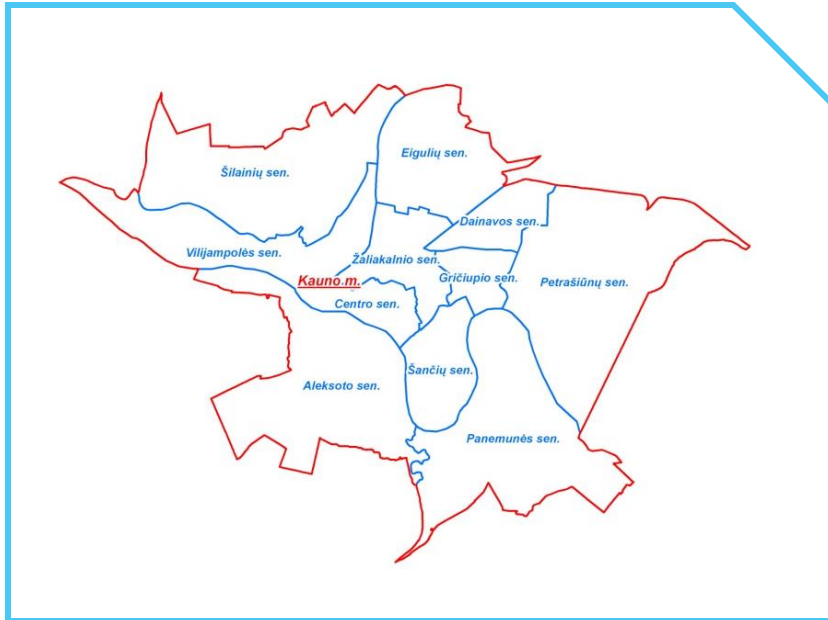 Eigulių sen.
Šilainių sen.
Dainavos sen.
Vilijampolės sen.
Žaliakalnio sen.
Gričiupio sen.
Petrašiūnų sen.
Kauno m.
Centro sen.
Šančių sen.
Aleksoto sen.
Panemunės sen.